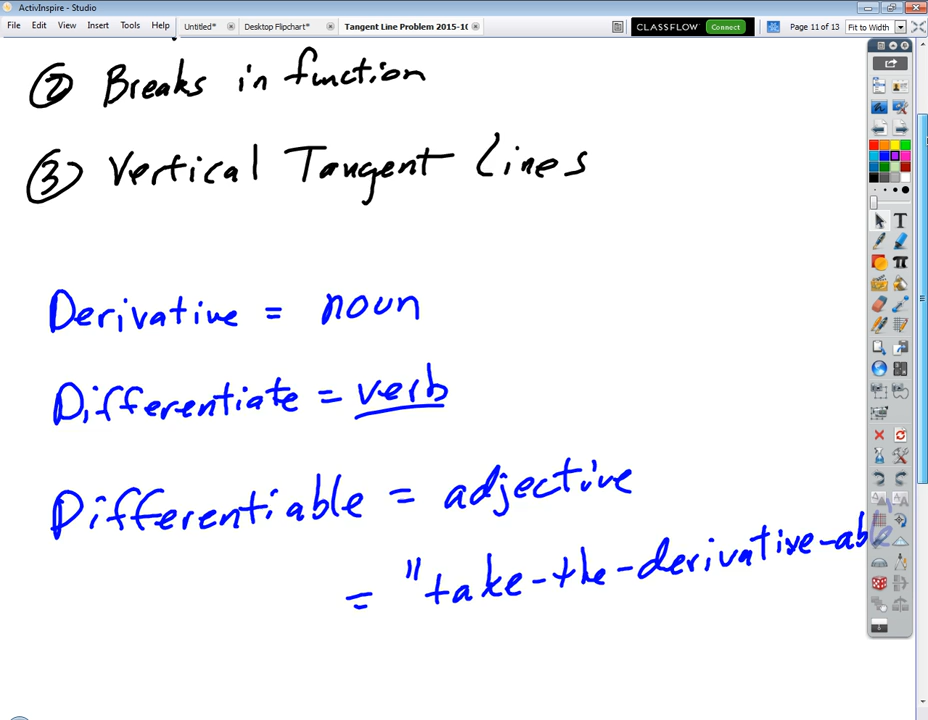 ActivInspire - Studio
File Edit View Insert Tools Help Untitled* Desktop Flipchart* Tangent Line Problem 2015-1 CLASSFLOW Connect Page 11 of 13 Fit to Width
② Breaks in function
③ Vertical Tangent Lines
Derivative = noun
Differentiate = verb
Differentiable = adjective
= "take-the-derivative-able"